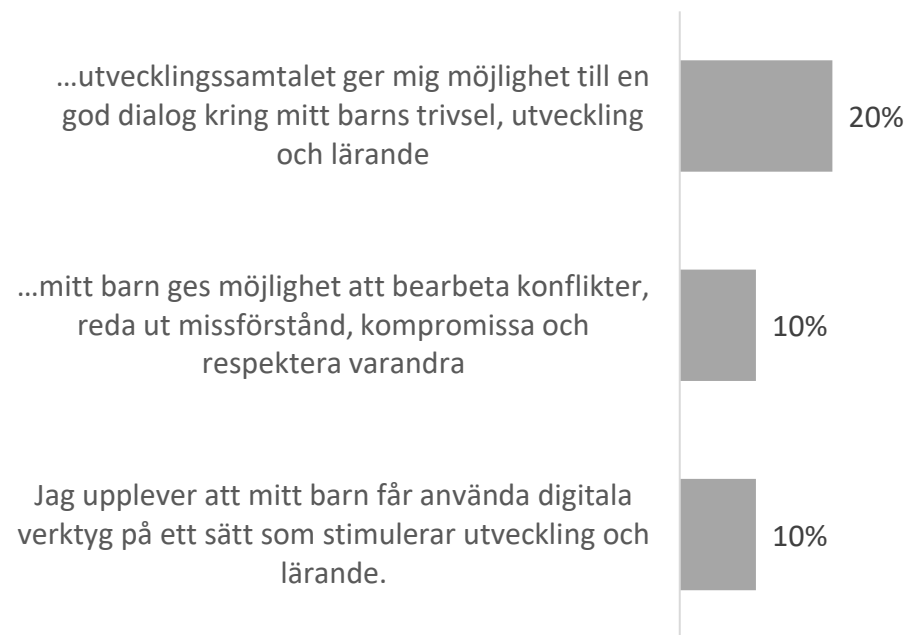 …utvecklingssamtalet ger mig möjlighet till en
god dialog kring mitt barns trivsel, utveckling
och lärande
20%
…mitt barn ges möjlighet att bearbeta konflikter,
reda ut missförstånd, kompromissa och
respektera varandra
10%
Jag upplever att mitt barn får använda digitala
verktyg på ett sätt som stimulerar utveckling och
lärande.
10%